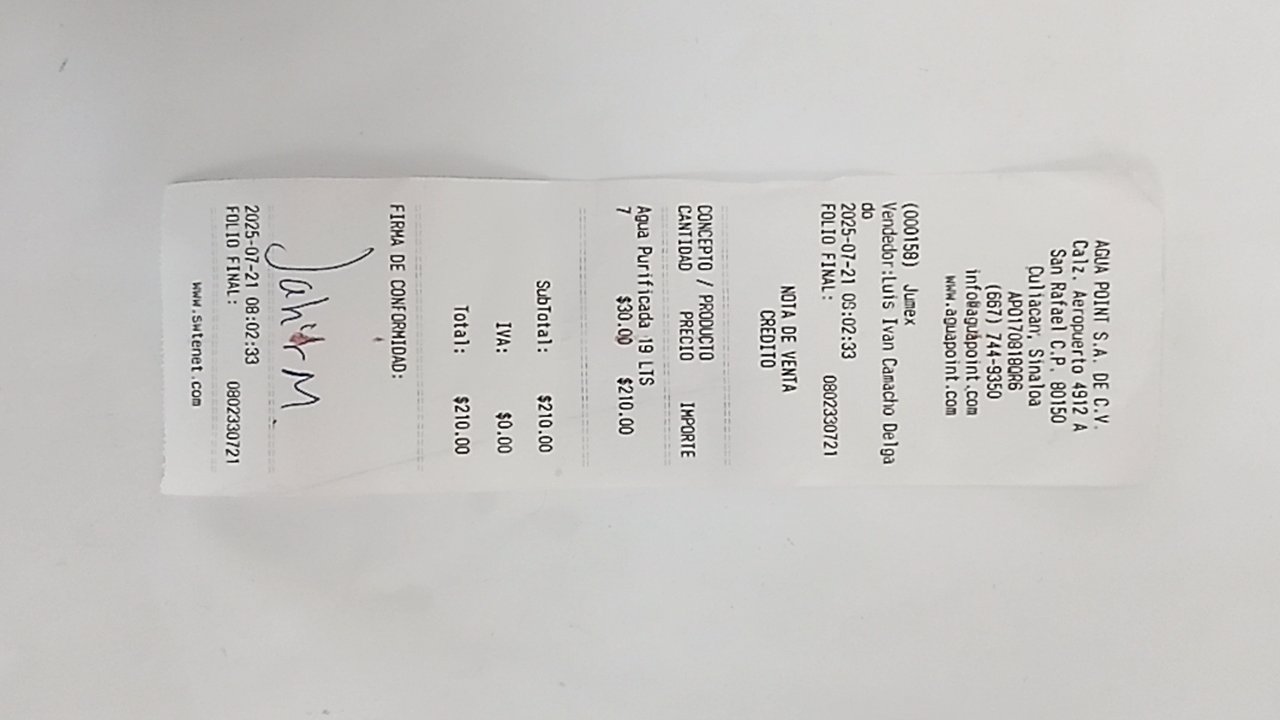 AGUA POINT S.A. DE C.V.
Calz. Aeropuerto 4912 A
San Rafael C.P. 80150
Culiacan, Sinaloa
APO170818QR6
(667) 744-9350
info@aguapoint.com
www.aguapoint.com
(000158) Jumex
Vendedor:Luis Ivan Camacho Delga
do
2025-07-21 08:02:33
FOLIO FINAL: 0802330721
NOTA DE VENTA
CREDITO
CONCEPTO / PRODUCTO
CANTIDAD PRECIO IMPORTE
Agua Purificada 19 LTS
7 $30.00 $210.00
SubTotal: $210.00
IVA: $0.00
Total: $210.00
FIRMA DE CONFORMIDAD:
Jahir M
2025-07-21 08:02:33
FOLIO FINAL: 0802330721
www.swtenet.com